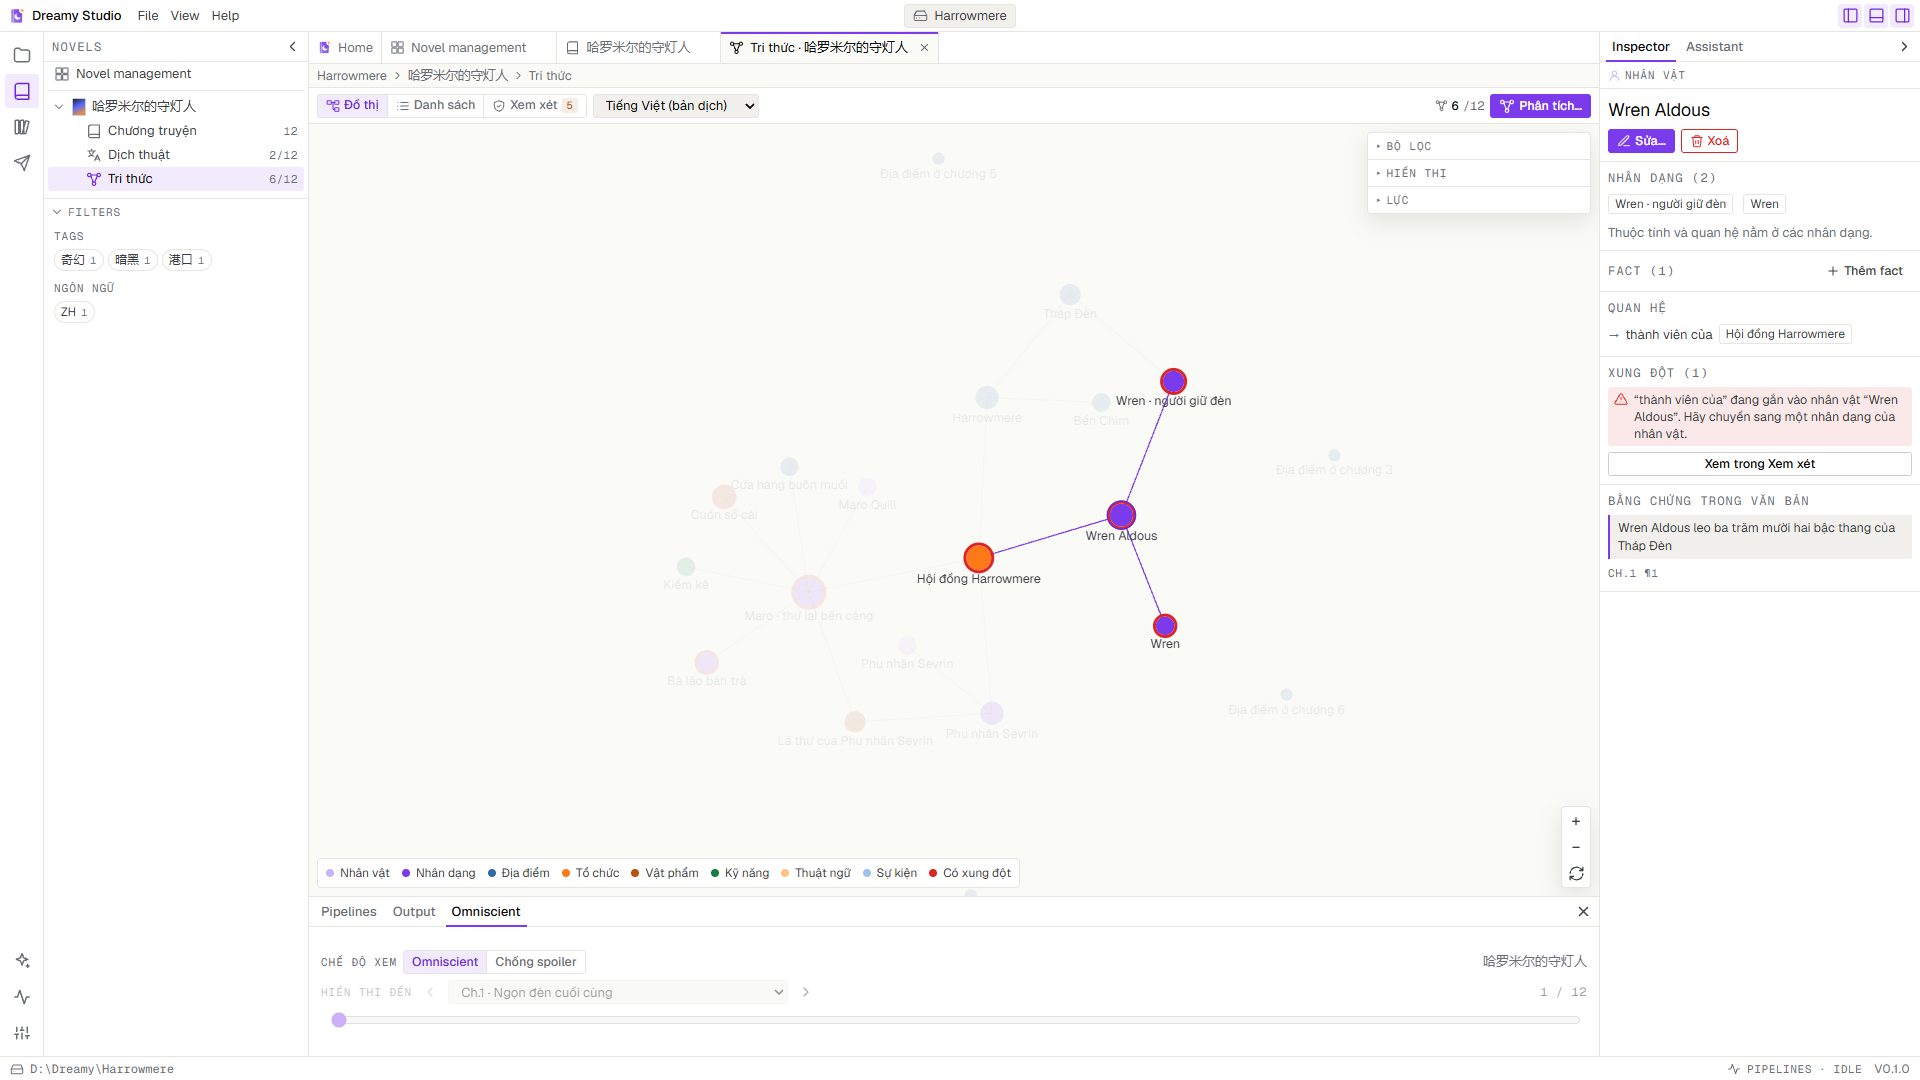 Dreamy Studio File View Help
Harrowmere
NOVELS
Novel management
哈罗米尔的守灯人
Chương truyện 12
Dịch thuật 2/12
Tri thức 6/12
FILTERS
TAGS
奇幻 1 暗黑 1 港口 1
NGÔN NGỮ
ZH 1
Home Novel management 哈罗米尔的守灯人 Tri thức · 哈罗米尔的守灯人
Harrowmere > 哈罗米尔的守灯人 > Tri thức
Đồ thị Danh sách Xem xét 5 Tiếng Việt (bản dịch) 6 /12 Phân tích…
BỘ LỌC
HIỂN THỊ
LỰC
Địa điểm ở chương 5
Tháp Đèn
Wren · người giữ đèn
Harrowmere
Bến Chim
Địa điểm ở chương 3
Cửa hàng buôn muối
Maro Quill
Cuốn sổ cái
Wren Aldous
Hội đồng Harrowmere
Kiểm kê
Maro · thư lại bến cảng
Wren
Phu nhân Sevrin
Bà lão bán trà
Địa điểm ở chương 6
Phu nhân Sevrin
Lá thư của Phu nhân Sevrin
Nhân vật Nhân dạng Địa điểm Tổ chức Vật phẩm Kỹ năng Thuật ngữ Sự kiện Có xung đột
Pipelines Output Omniscient
CHẾ ĐỘ XEM Omniscient Chống spoiler 哈罗米尔的守灯人
HIỂN THỊ ĐẾN Ch.1 · Ngọn đèn cuối cùng 1 / 12
Inspector Assistant
NHÂN VẬT
Wren Aldous
Sửa… Xoá
NHÂN DẠNG (2)
Wren · người giữ đèn Wren
Thuộc tính và quan hệ nằm ở các nhân dạng.
FACT (1) + Thêm fact
QUAN HỆ
→ thành viên của Hội đồng Harrowmere
XUNG ĐỘT (1)
“thành viên của” đang gắn vào nhân vật “Wren
Aldous”. Hãy chuyển sang một nhân dạng của
nhân vật.
Xem trong Xem xét
BẰNG CHỨNG TRONG VĂN BẢN
Wren Aldous leo ba trăm mười hai bậc thang của
Tháp Đèn
CH.1 ¶1
D:\Dreamy\Harrowmere
PIPELINES · IDLE V0.1.0